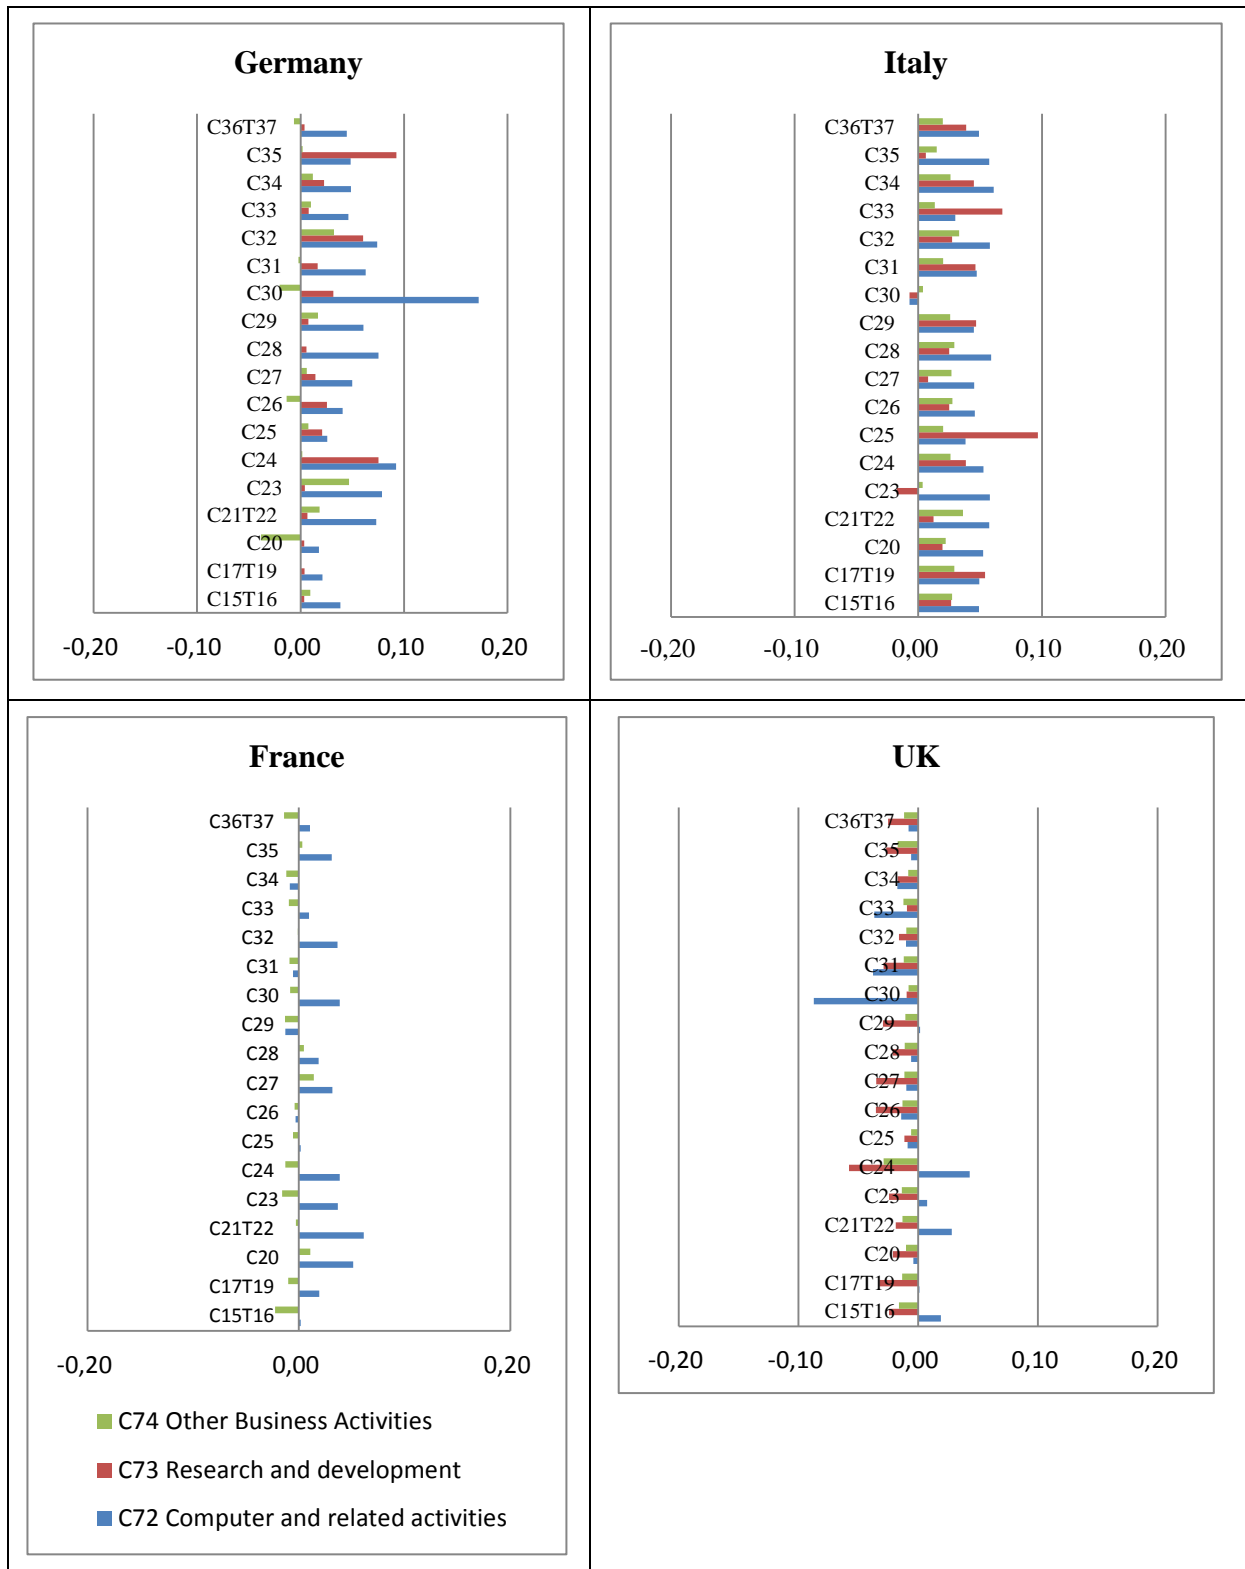 Germany
C36T37
C35
C34
C33
C32
C31
C30
C29
C28
C27
C26
C25
C24
C23
C21T22
C20
C17T19
C15T16
-0,20 -0,10 0,00 0,10 0,20
Italy
C36T37
C35
C34
C33
C32
C31
C30
C29
C28
C27
C26
C25
C24
C23
C21T22
C20
C17T19
C15T16
-0,20 -0,10 0,00 0,10 0,20
France
C36T37
C35
C34
C33
C32
C31
C30
C29
C28
C27
C26
C25
C24
C23
C21T22
C20
C17T19
C15T16
-0,20 0,00 0,20
C74 Other Business Activities
C73 Research and development
C72 Computer and related activities
UK
C36T37
C35
C34
C33
C32
C31
C30
C29
C28
C27
C26
C25
C24
C23
C21T22
C20
C17T19
C15T16
-0,20 -0,10 0,00 0,10 0,20